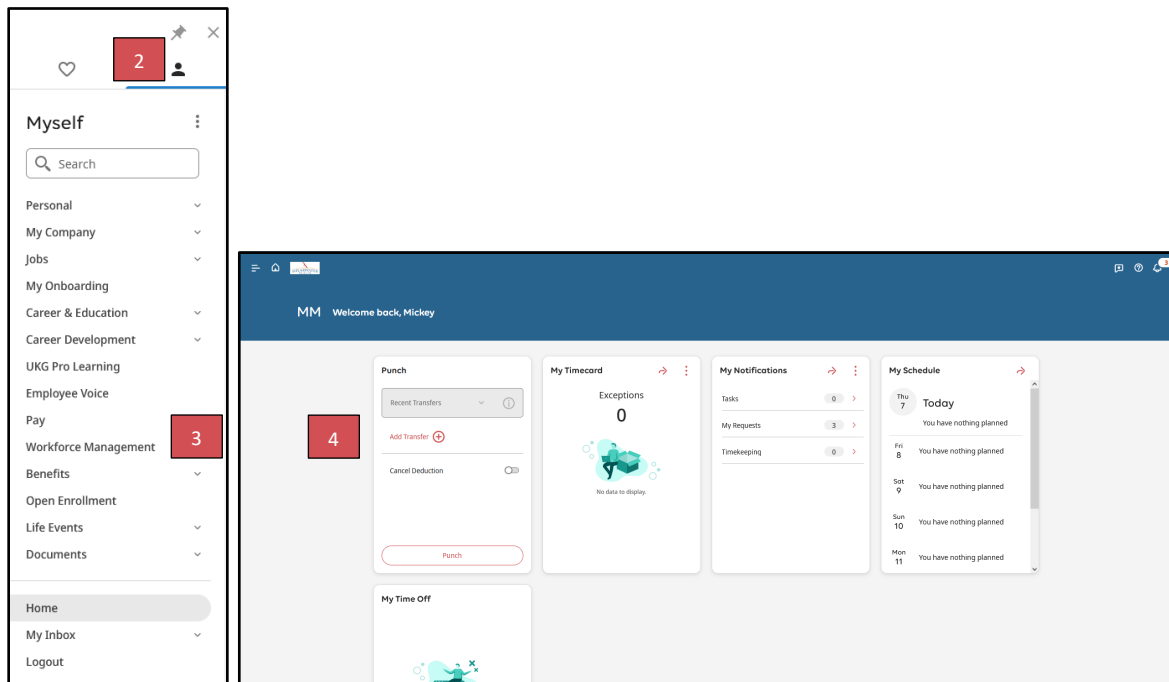 2
Myself
Search
Personal
My Company
Jobs
My Onboarding
Career & Education
Career Development
UKG Pro Learning
Employee Voice
Pay
Workforce Management
3
Benefits
Open Enrollment
Life Events
Documents
Home
My Inbox
Logout
3
MM Welcome back, Mickey
4
Punch
Recent Transfers
Add Transfer
Cancel Deduction
Punch
My Timecard
Exceptions
0
No data to display.
My Notifications
Tasks 0
My Requests 3
Timekeeping 0
My Schedule
Thu
7
Today
You have nothing planned
Fri
8
You have nothing planned
Sat
9
You have nothing planned
Sun
10
You have nothing planned
Mon
11
You have nothing planned
My Time Off